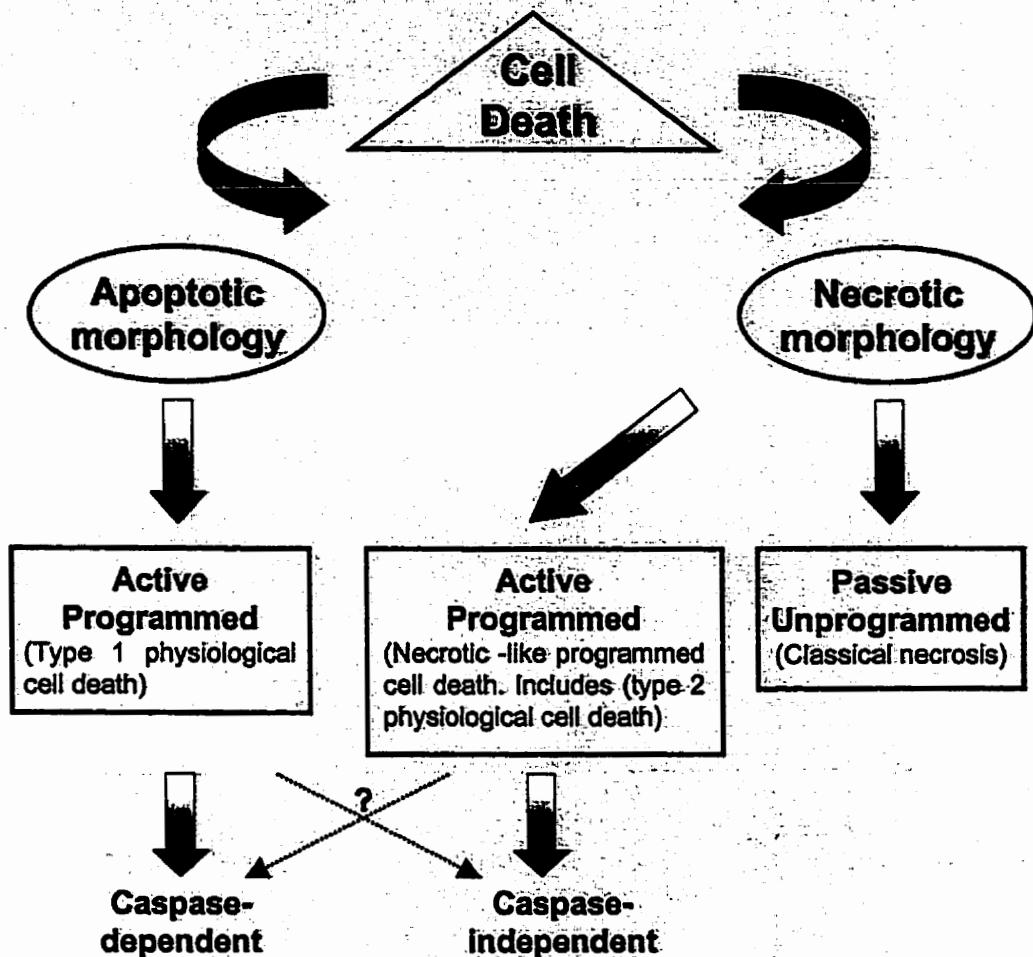 Cell
Death
Apoptotic
morphology
Necrotic
morphology
Active
Programmed
(Type 1 physiological
cell death)
Active
Programmed
(Necrotic -like programmed
cell death. Includes (type 2
physiological cell death)
Passive
Unprogrammed
(Classical necrosis)
?
Caspase-
dependent
Caspase-
independent